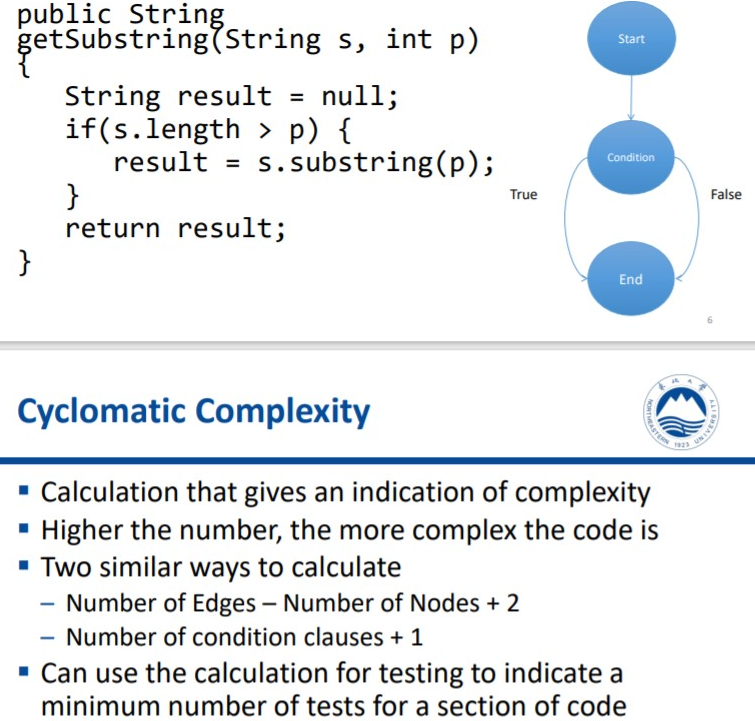 public String
getSubstring(String s, int p)
{
String result = null;
if(s.length > p) {
result = s.substring(p);
}
return result;
}
Start
Condition
True
False
End
6
Cyclomatic Complexity
NORTHEASTERN 1923 UNIVERSITY
▪ Calculation that gives an indication of complexity
▪ Higher the number, the more complex the code is
▪ Two similar ways to calculate
– Number of Edges – Number of Nodes + 2
– Number of condition clauses + 1
▪ Can use the calculation for testing to indicate a
minimum number of tests for a section of code